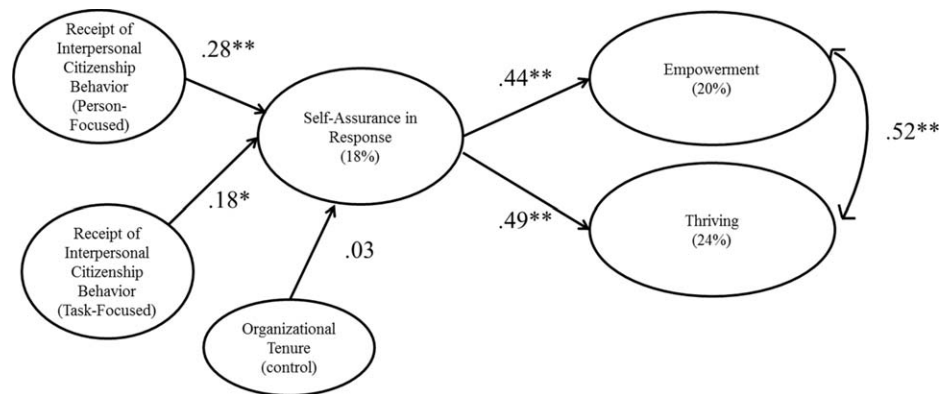 Receipt of
Interpersonal
Citizenship
Behavior
(Person-
Focused)
.28**
Self-Assurance in
Response
(18%)
.44**
Empowerment
(20%)
.52**
.18*
.49**
Thriving
(24%)
Receipt of
Interpersonal
Citizenship
Behavior
(Task-Focused)
.03
Organizational
Tenure
(control)